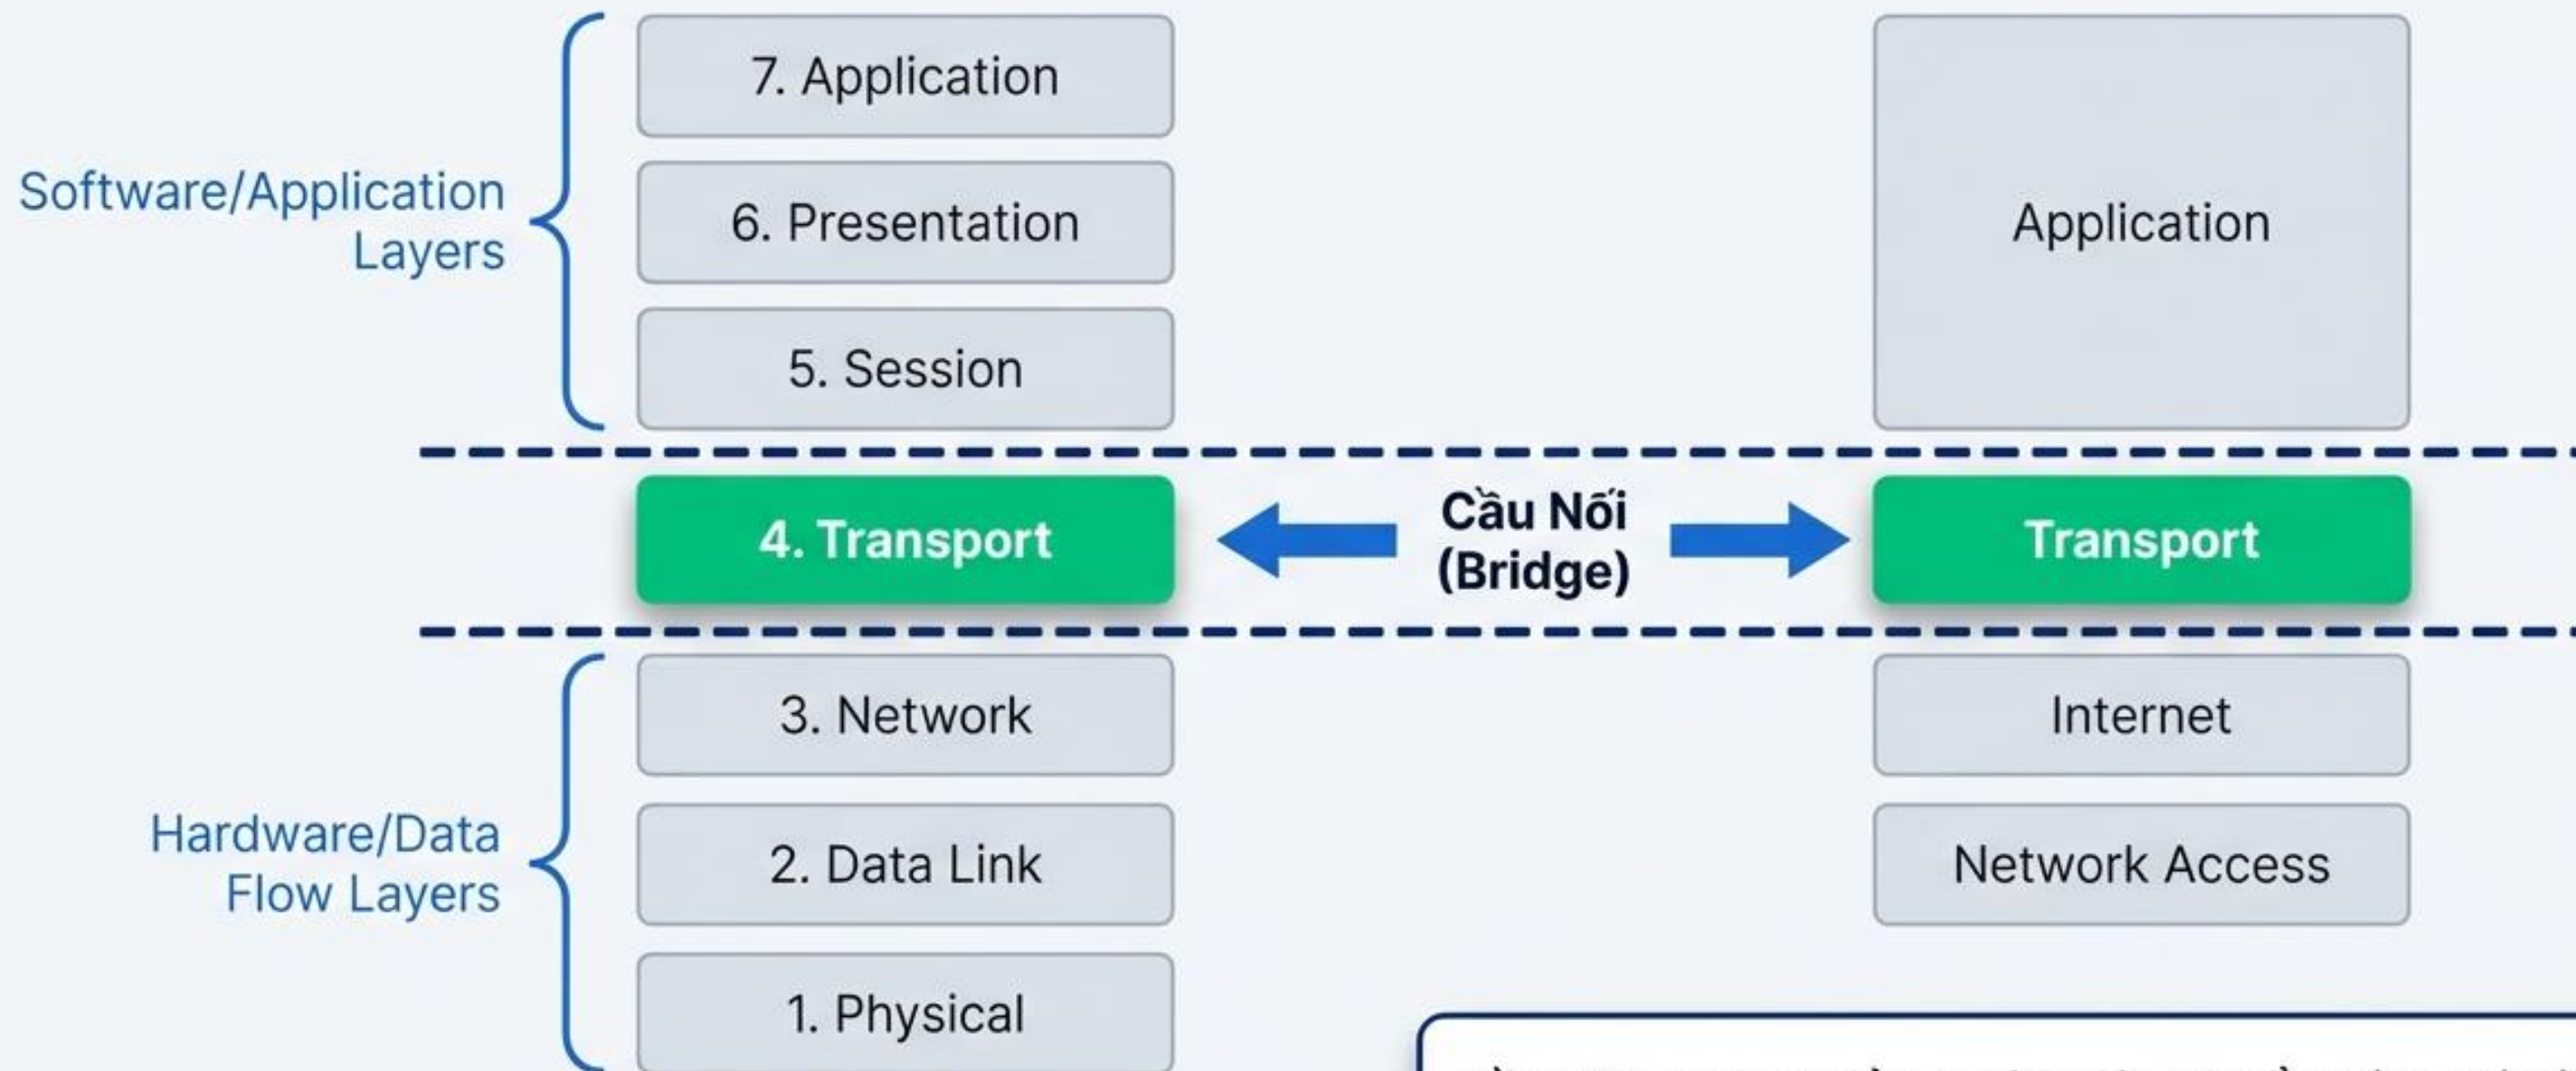 7. Application
6. Presentation
5. Session
Software/Application
Layers
Application
4. Transport
Cầu Nối
(Bridge)
Transport
3. Network
2. Data Link
1. Physical
Hardware/Data
Flow Layers
Internet
Network Access